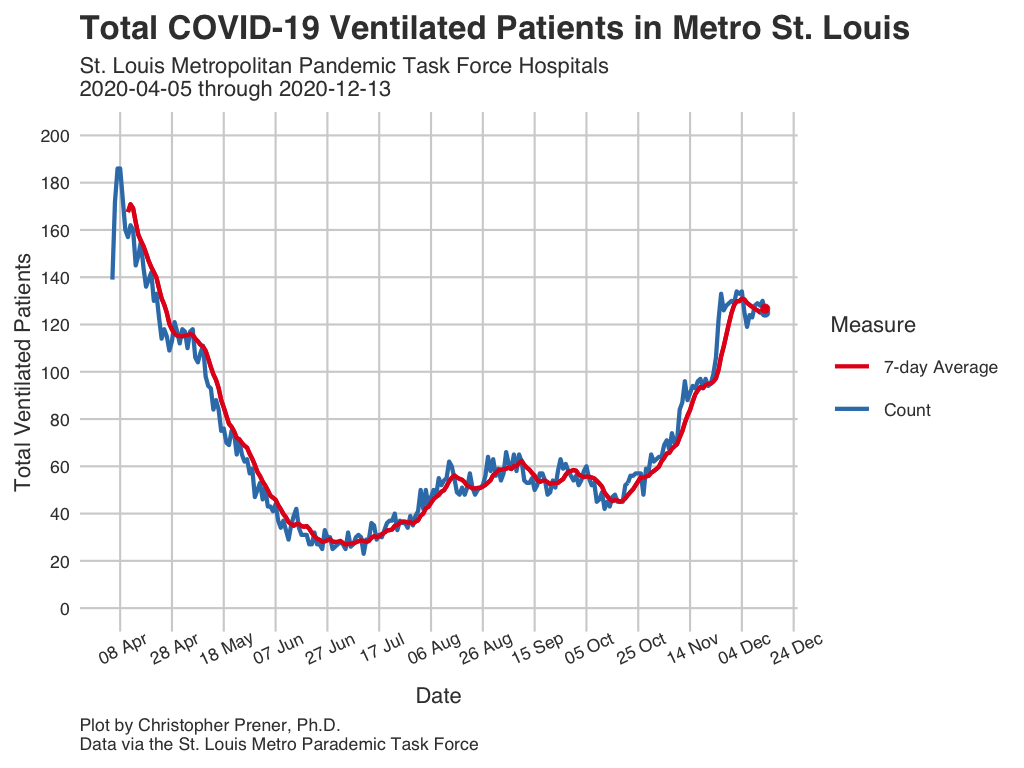 Total COVID-19 Ventilated Patients in Metro St. Louis
St. Louis Metropolitan Pandemic Task Force Hospitals
2020-04-05 through 2020-12-13
Total Ventilated Patients
200
180
160
140
120
100
80
60
40
20
0
08 Apr
28 Apr
18 May
07 Jun
27 Jun
17 Jul
06 Aug
26 Aug
15 Sep
05 Oct
25 Oct
14 Nov
04 Dec
24 Dec
Date
Measure
7-day Average
Count
Plot by Christopher Prener, Ph.D.
Data via the St. Louis Metro Parademic Task Force